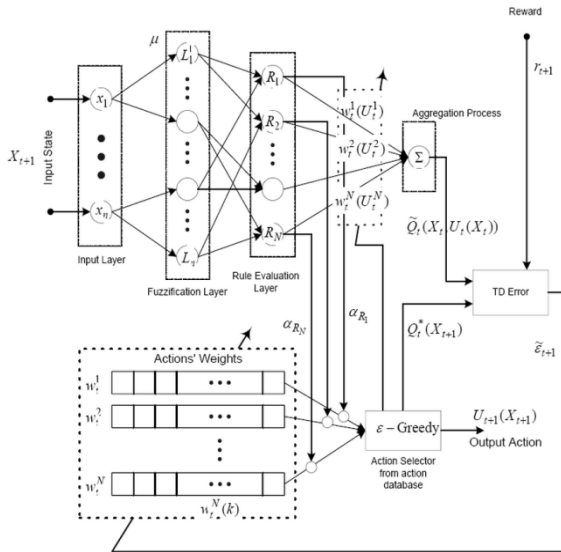 Reward
r_{t+1}
μ
L_1^1
x_1
R_1
w_t^1(U_t^1)
Aggregation Process
R_2
w_t^2(U_t^2)
Σ
X_{t+1}
Input State
w_t^N(U_t^N)
x_n
R_N
Q̃_t(X_t, U_t(X_t))
Input Layer
Fuzzification Layer
Rule Evaluation
Layer
TD Error
α_{R_N}
α_{R_1}
Q_t^*(X_{t+1})
ε̃_{t+1}
Actions' Weights
w_t^1
w_t^2
ε – Greedy
U_{t+1}(X_{t+1})
Output Action
Action Selector
from action
database
w_t^N
w_t^N(k)